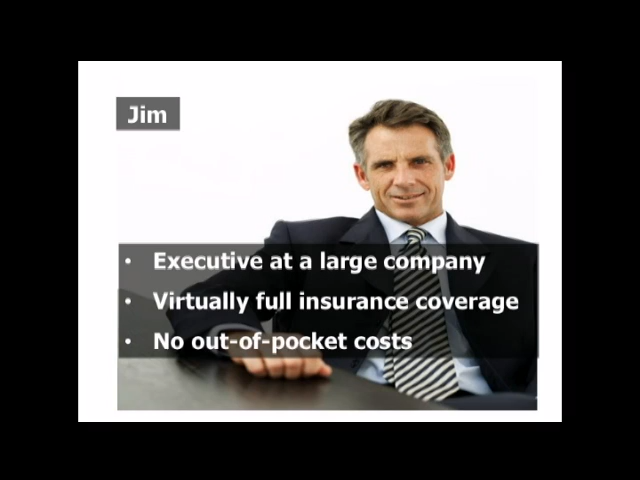 Jim
• Executive at a large company
• Virtually full insurance coverage
• No out-of-pocket costs